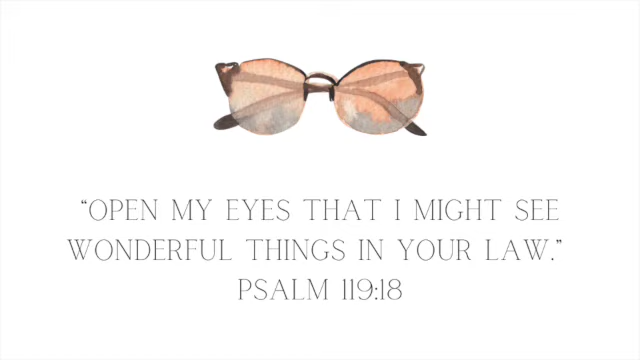 “OPEN MY EYES THAT I MIGHT SEE
WONDERFUL THINGS IN YOUR LAW.”
PSALM 119:18